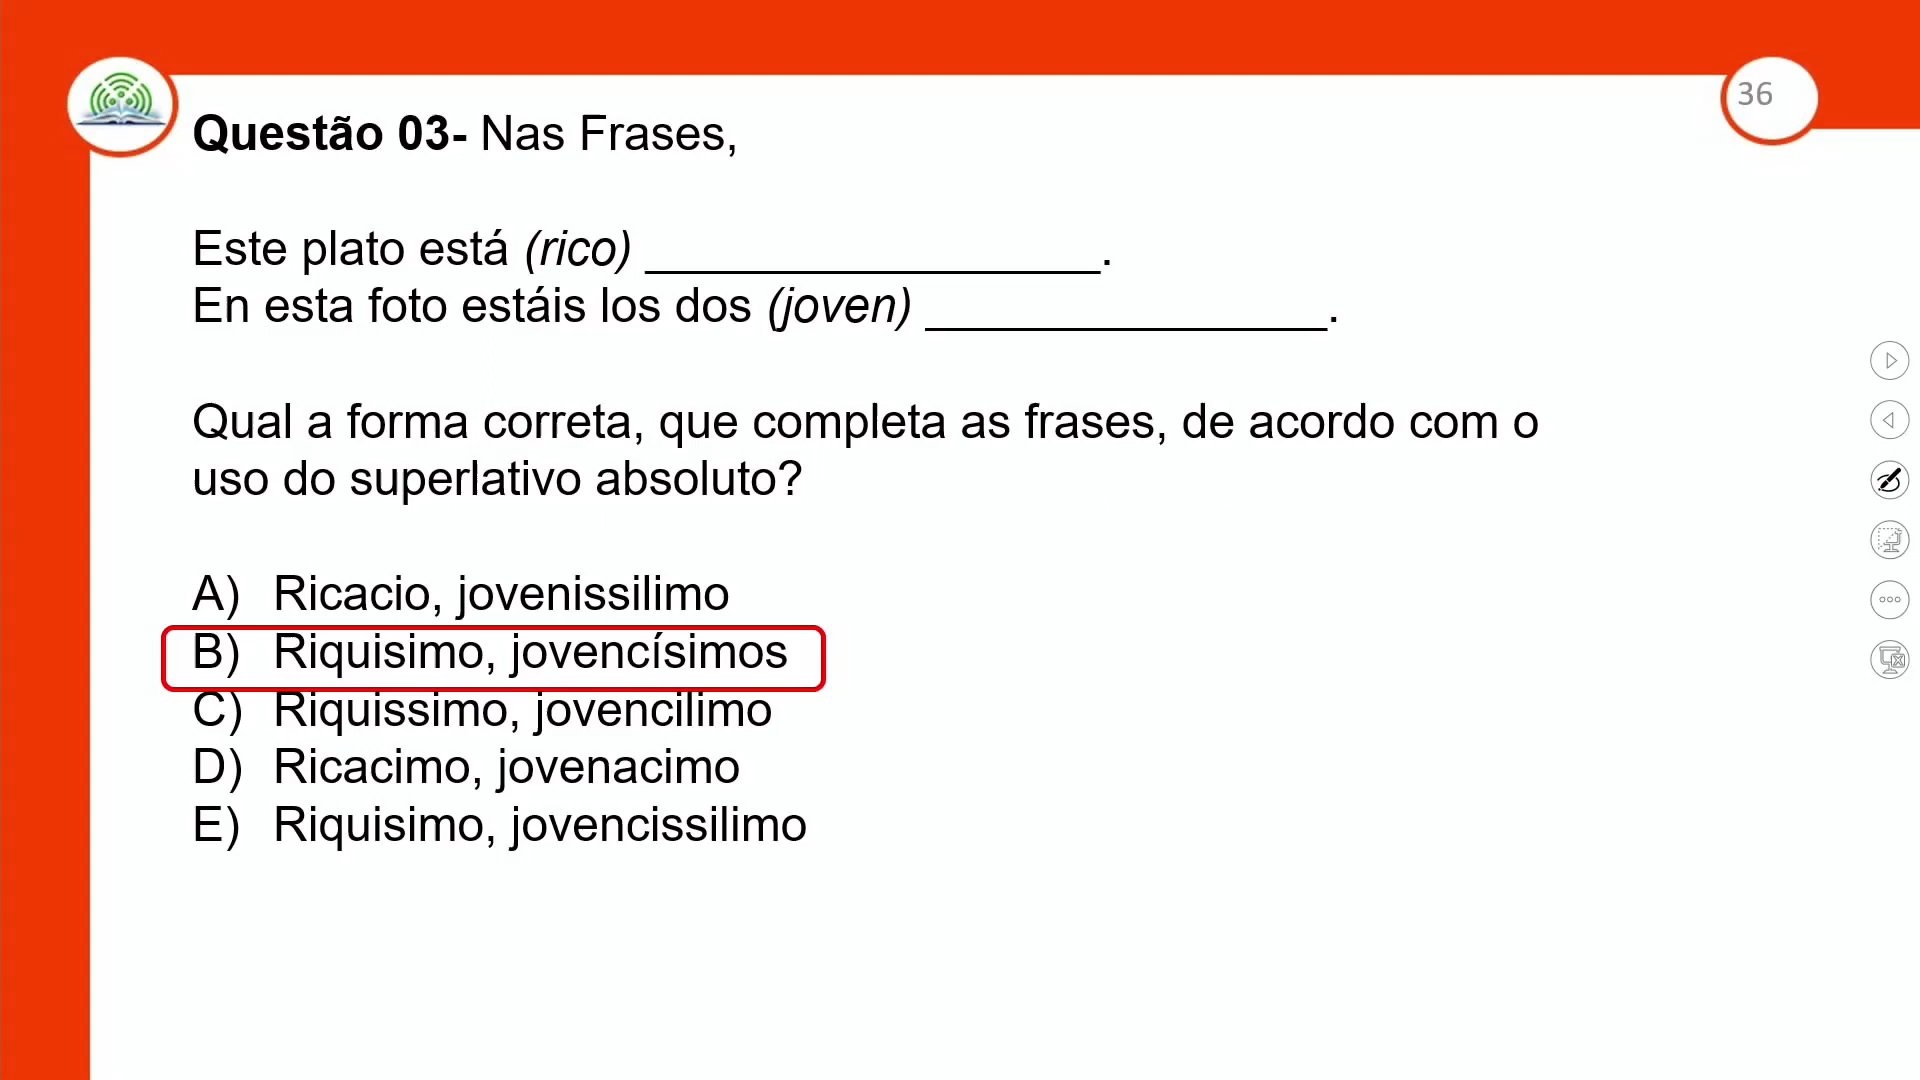 36
Questão 03- Nas Frases,
Este plato está (rico) _________________.
En esta foto estáis los dos (joven) _______________.
Qual a forma correta, que completa as frases, de acordo com o
uso do superlativo absoluto?
A) Ricacio, jovenissilimo
B) Riquisimo, jovencísimos
C) Riquissimo, jovencilimo
D) Ricacimo, jovenacimo
E) Riquisimo, jovencissilimo